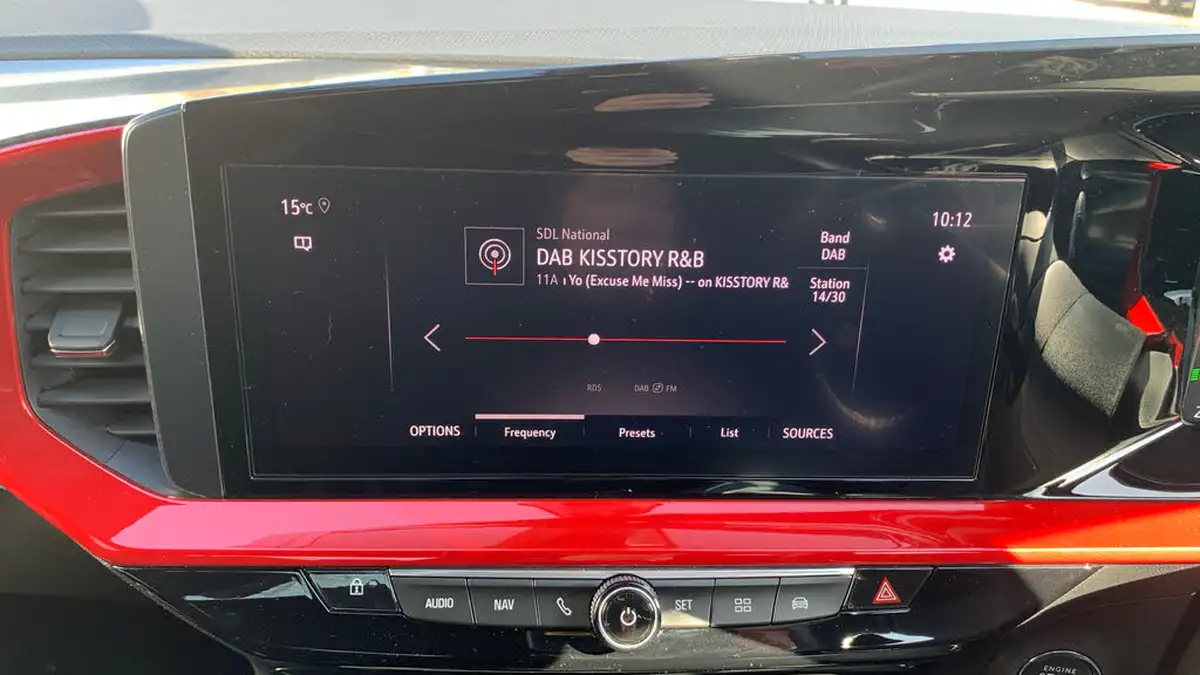 15°C
10:12
SDL National
DAB KISSTORY R&B
11A
Yo (Excuse Me Miss) -- on KISSTORY R&
Band
DAB
Station
14/30
RDS
DAB FM
OPTIONS
Frequency
Presets
List
SOURCES
AUDIO
NAV
SET
ENGINE